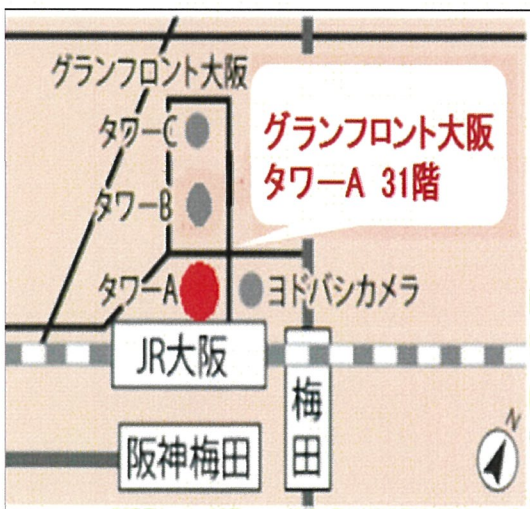 グランフロント大阪
タワーC
タワーB
グランフロント大阪
タワーA 31階
タワーA
ヨドバシカメラ
JR大阪
梅田
阪神梅田
N